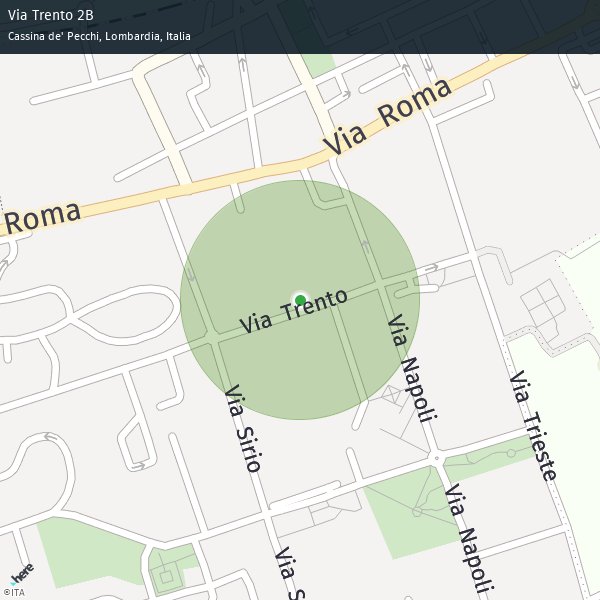 Via Trento 2B
Cassina de' Pecchi, Lombardia, Italia
Via Roma
Roma
Via Trento
Via Napoli
Via Sirio
Via Trieste
Via Napoli
Via S
here
©ITA